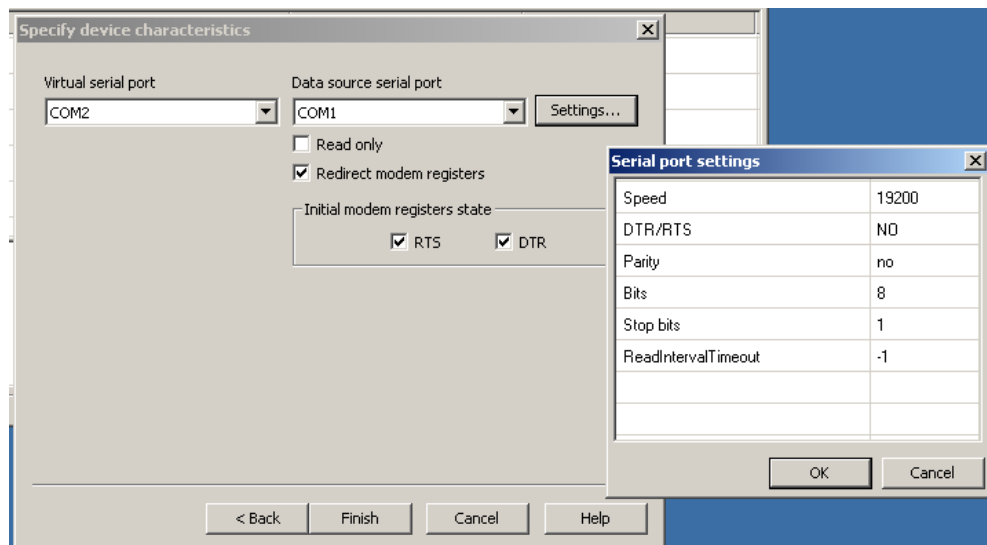 Specify device characteristics
Virtual serial port
Data source serial port
COM2
COM1
Settings...
Read only
Redirect modem registers
Initial modem registers state
RTS
DTR
< Back
Finish
Cancel
Help
Serial port settings
Speed 19200
DTR/RTS NO
Parity no
Bits 8
Stop bits 1
ReadIntervalTimeout -1
OK
Cancel